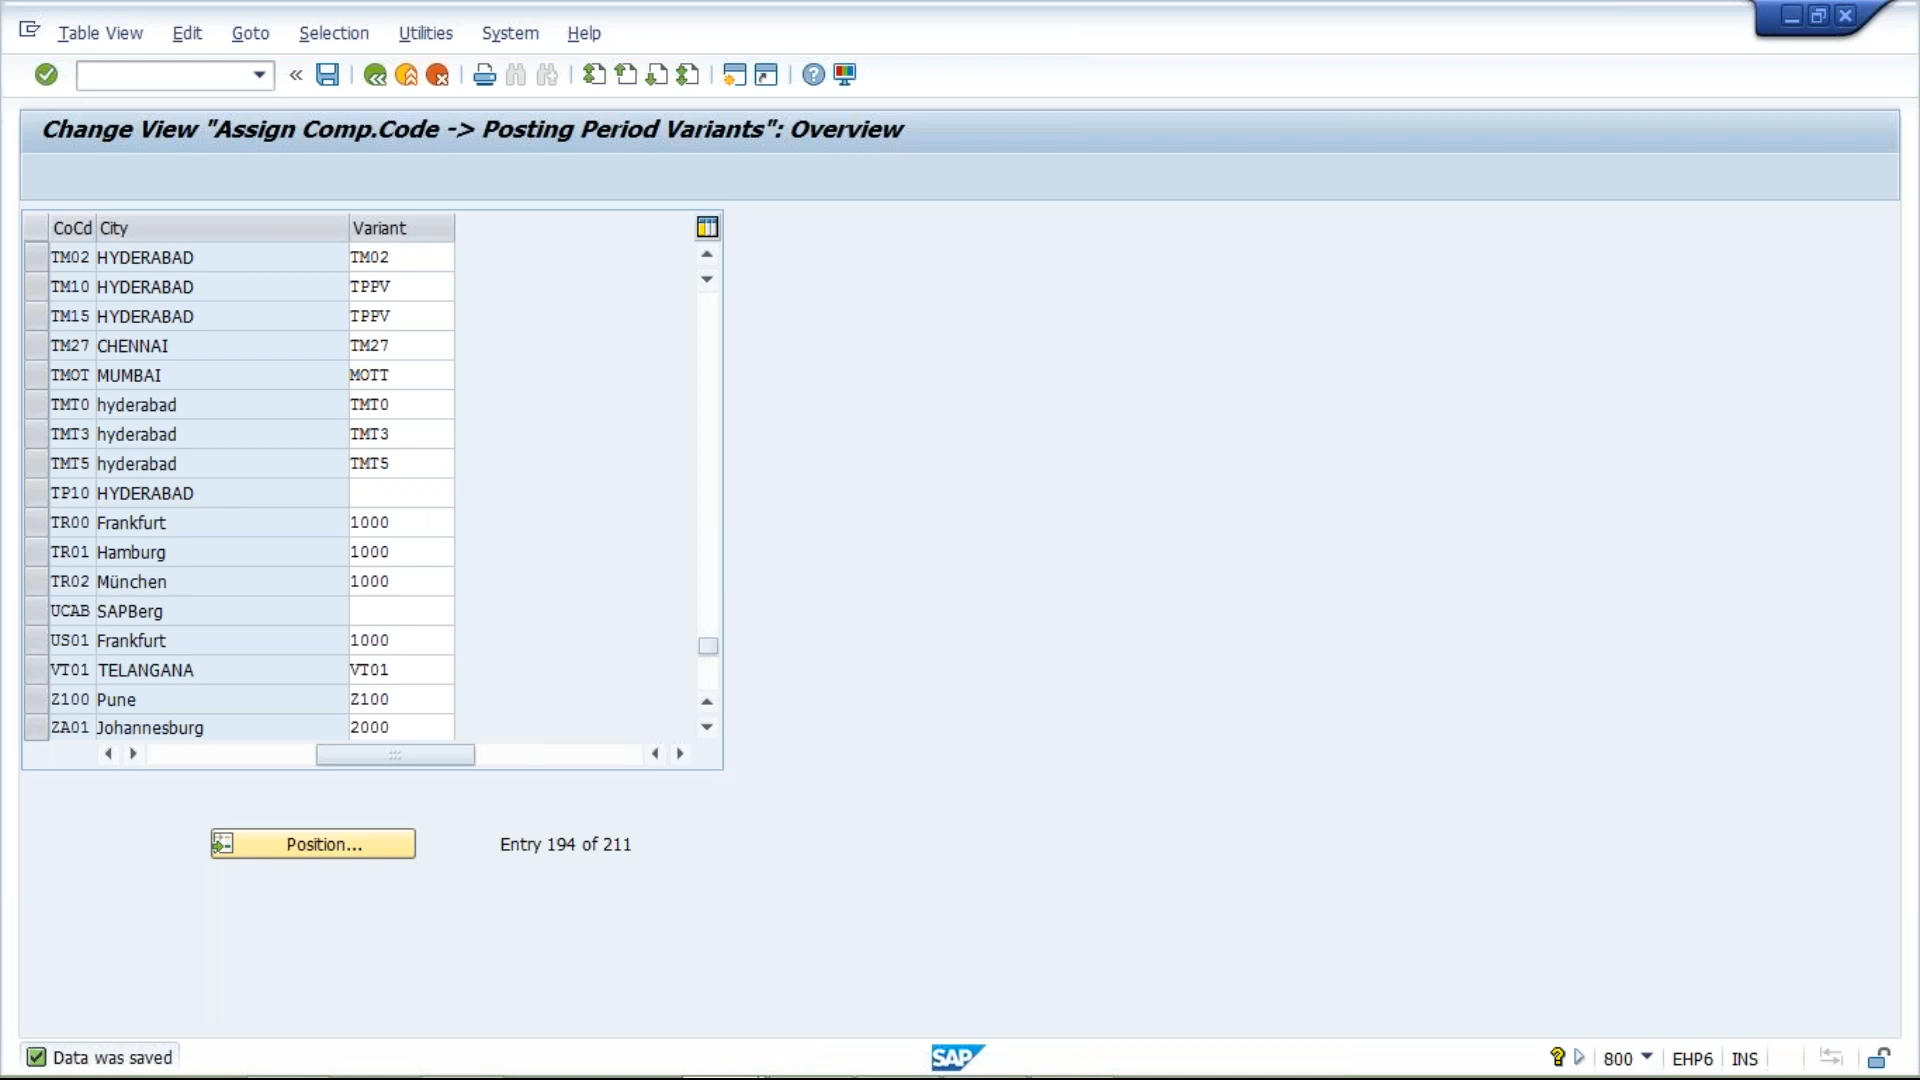 Table View Edit Goto Selection Utilities System Help
Change View "Assign Comp.Code -> Posting Period Variants": Overview
CoCd City Variant
TM02 HYDERABAD TM02
TM10 HYDERABAD TPPV
TM15 HYDERABAD TPPV
TM27 CHENNAI TM27
TMOT MUMBAI MOTT
TMT0 hyderabad TMT0
TMT3 hyderabad TMT3
TMT5 hyderabad TMT5
TP10 HYDERABAD
TR00 Frankfurt 1000
TR01 Hamburg 1000
TR02 München 1000
UCAB SAPBerg
US01 Frankfurt 1000
VT01 TELANGANA VT01
Z100 Pune Z100
ZA01 Johannesburg 2000
Position... Entry 194 of 211
Data was saved SAP 800 EHP6 INS